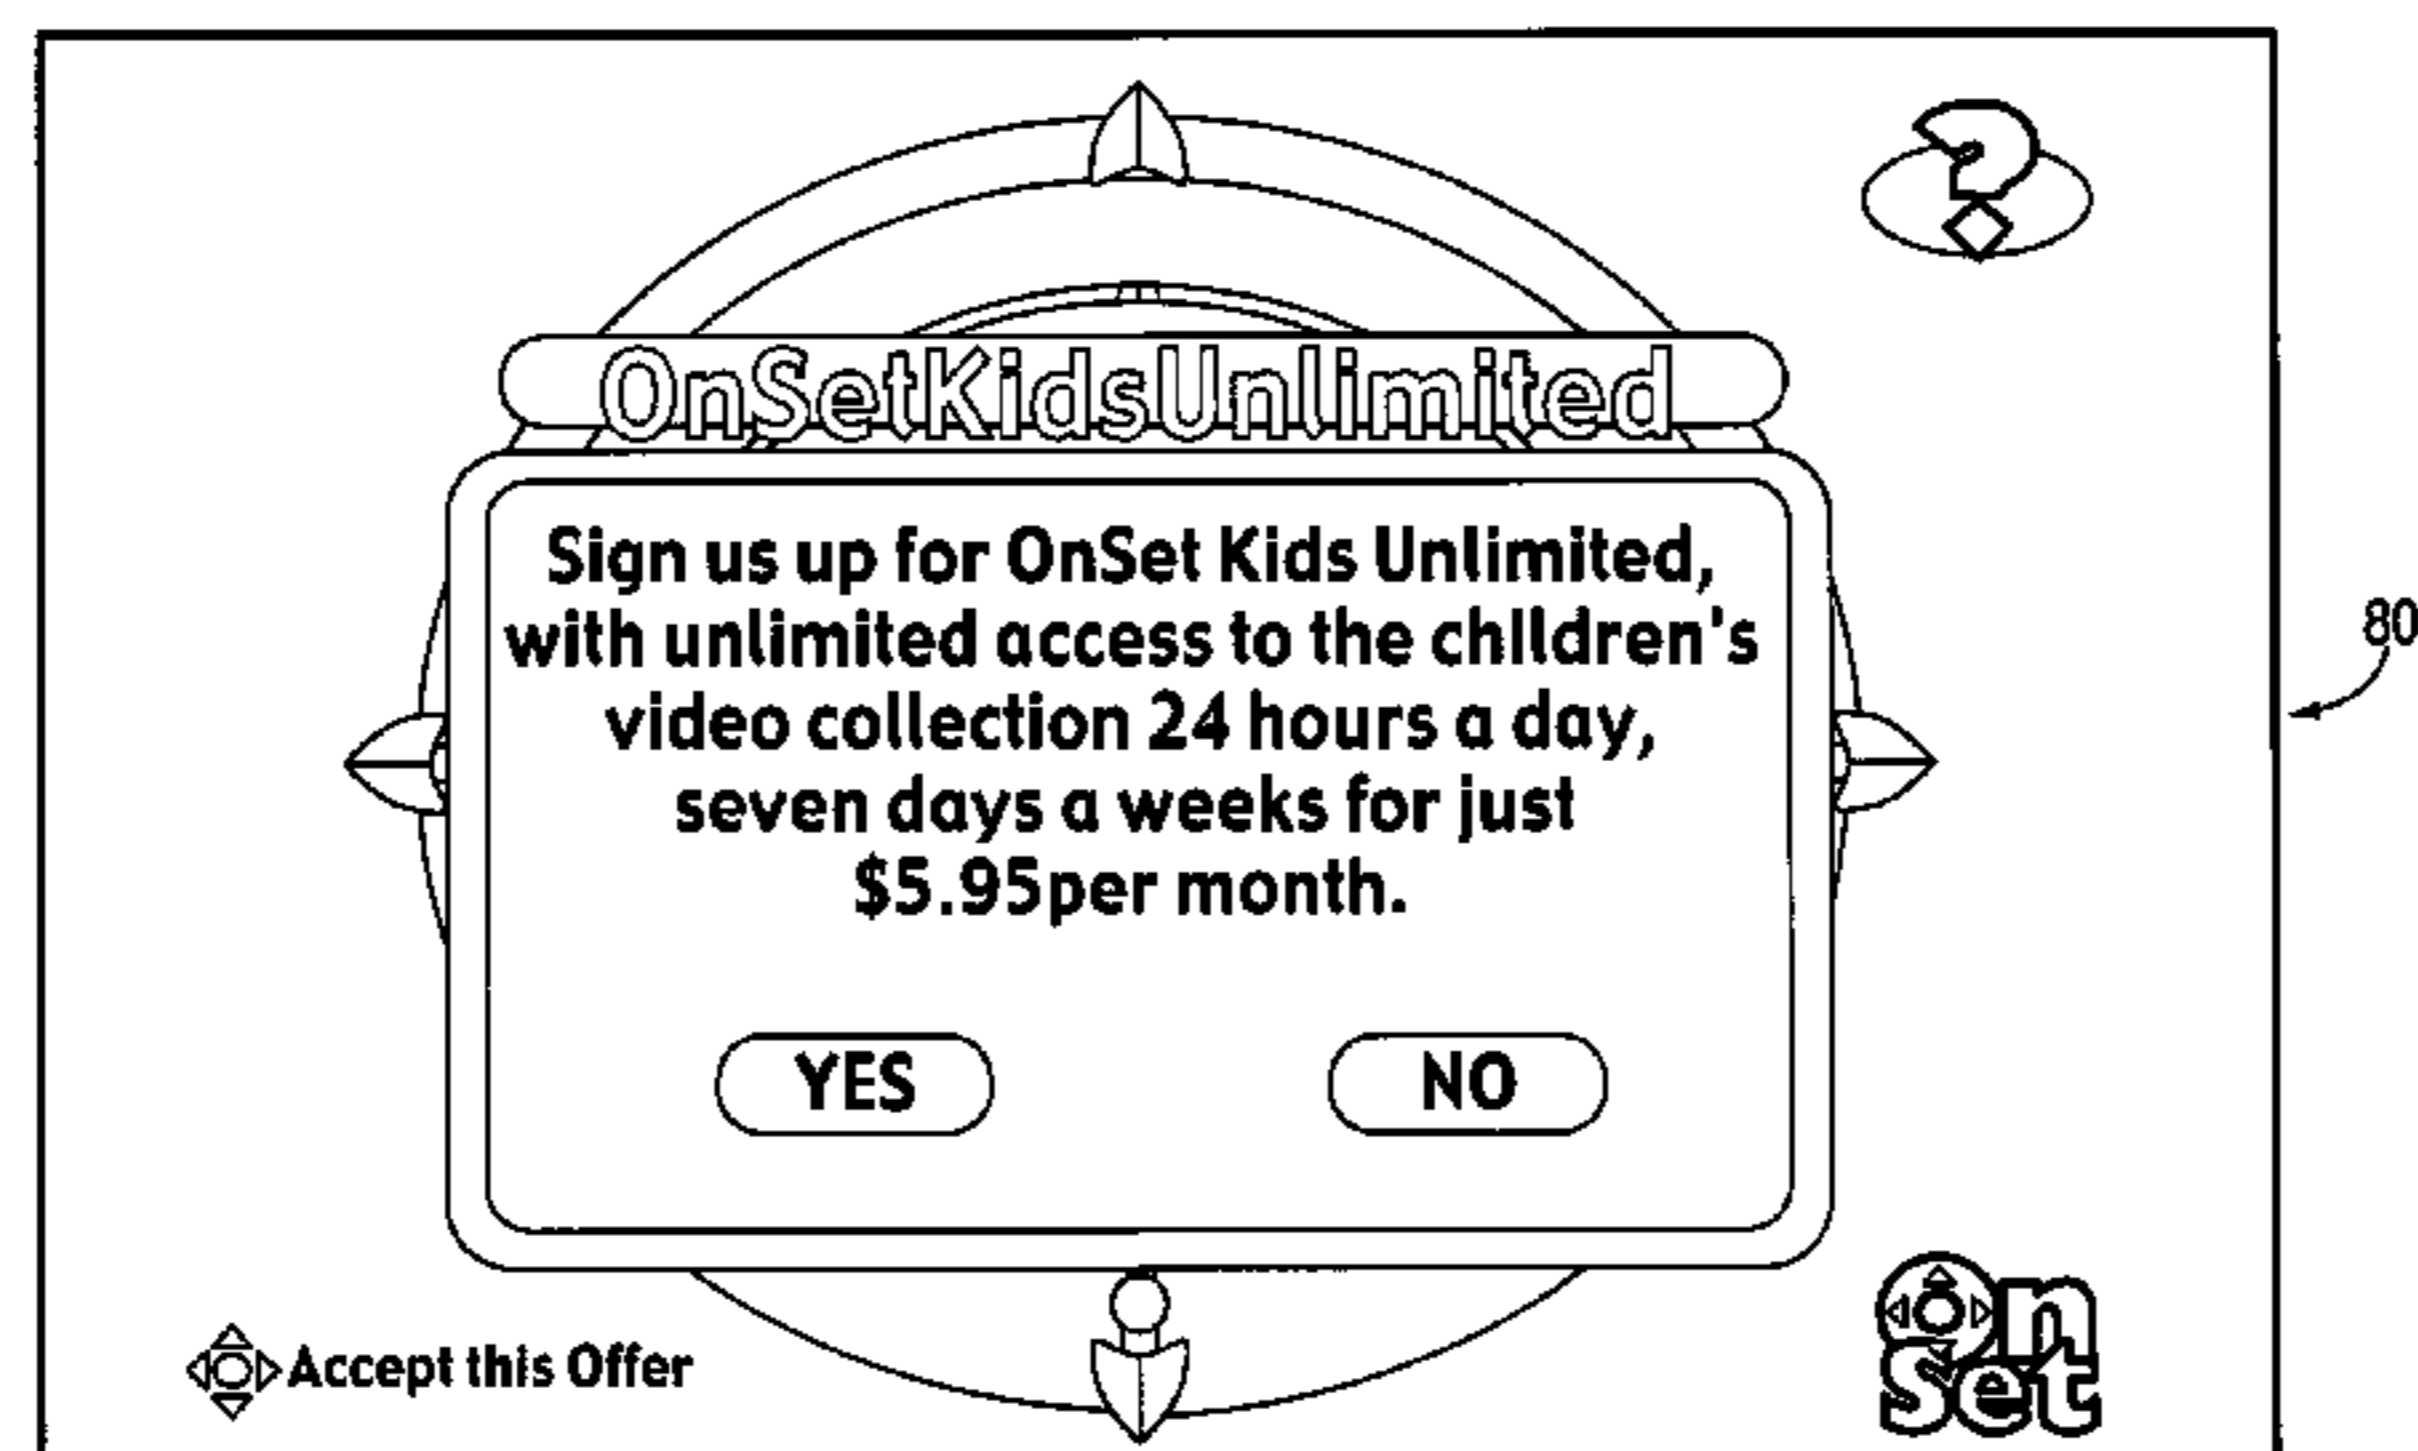 ?
OnSetKidsUnlimited
Sign us up for OnSet Kids Unlimited,
with unlimited access to the children's
video collection 24 hours a day,
seven days a weeks for just
$5.95per month.
80
YES NO
Accept this Offer
On
Set